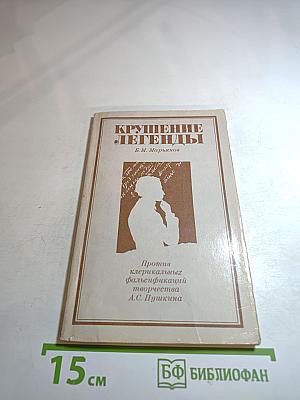 КРУШЕНИЕ
ЛЕГЕНДЫ
Б.М. Марьянов
Против
клерикальных
фальсификаций
творчества
А.С. Пушкина
15 см
БФ БИБЛИОФАН